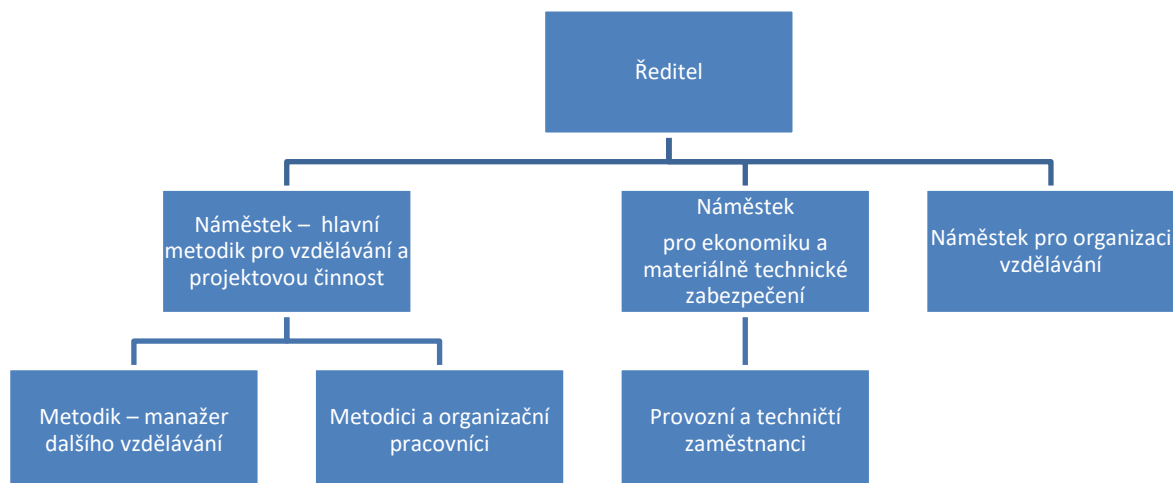 Ředitel
Náměstek – hlavní
metodik pro vzdělávání a
projektovou činnost
Náměstek
pro ekonomiku a
materiálně technické
zabezpečení
Náměstek pro organizaci
vzdělávání
Metodik – manažer
dalšího vzdělávání
Metodici a organizační
pracovníci
Provozní a techničtí
zaměstnanci